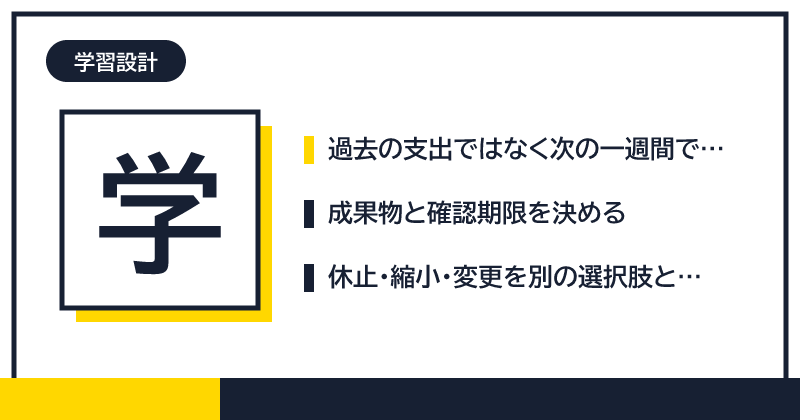 学習設計
学
過去の支出ではなく次の一週間で…
成果物と確認期限を決める
休止・縮小・変更を別の選択肢と…